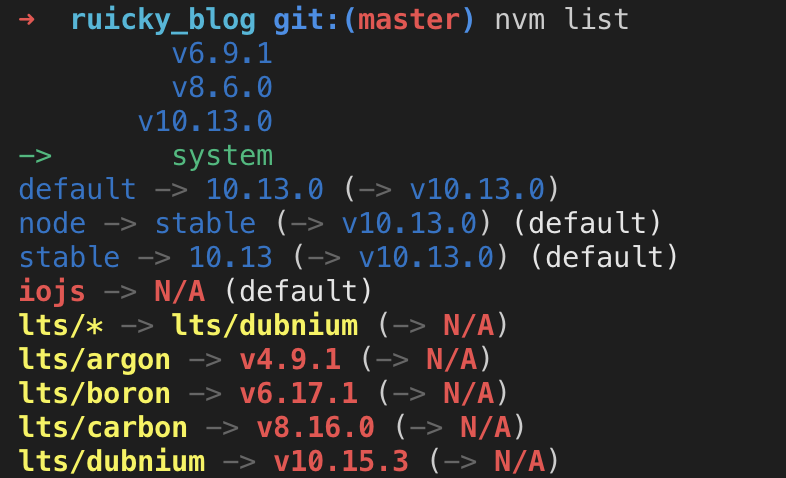 ➜  ruicky_blog git:(master) nvm list
         v6.9.1
         v8.6.0
       v10.13.0
->       system
default -> 10.13.0 (-> v10.13.0)
node -> stable (-> v10.13.0) (default)
stable -> 10.13 (-> v10.13.0) (default)
iojs -> N/A (default)
lts/* -> lts/dubnium (-> N/A)
lts/argon -> v4.9.1 (-> N/A)
lts/boron -> v6.17.1 (-> N/A)
lts/carbon -> v8.16.0 (-> N/A)
lts/dubnium -> v10.15.3 (-> N/A)